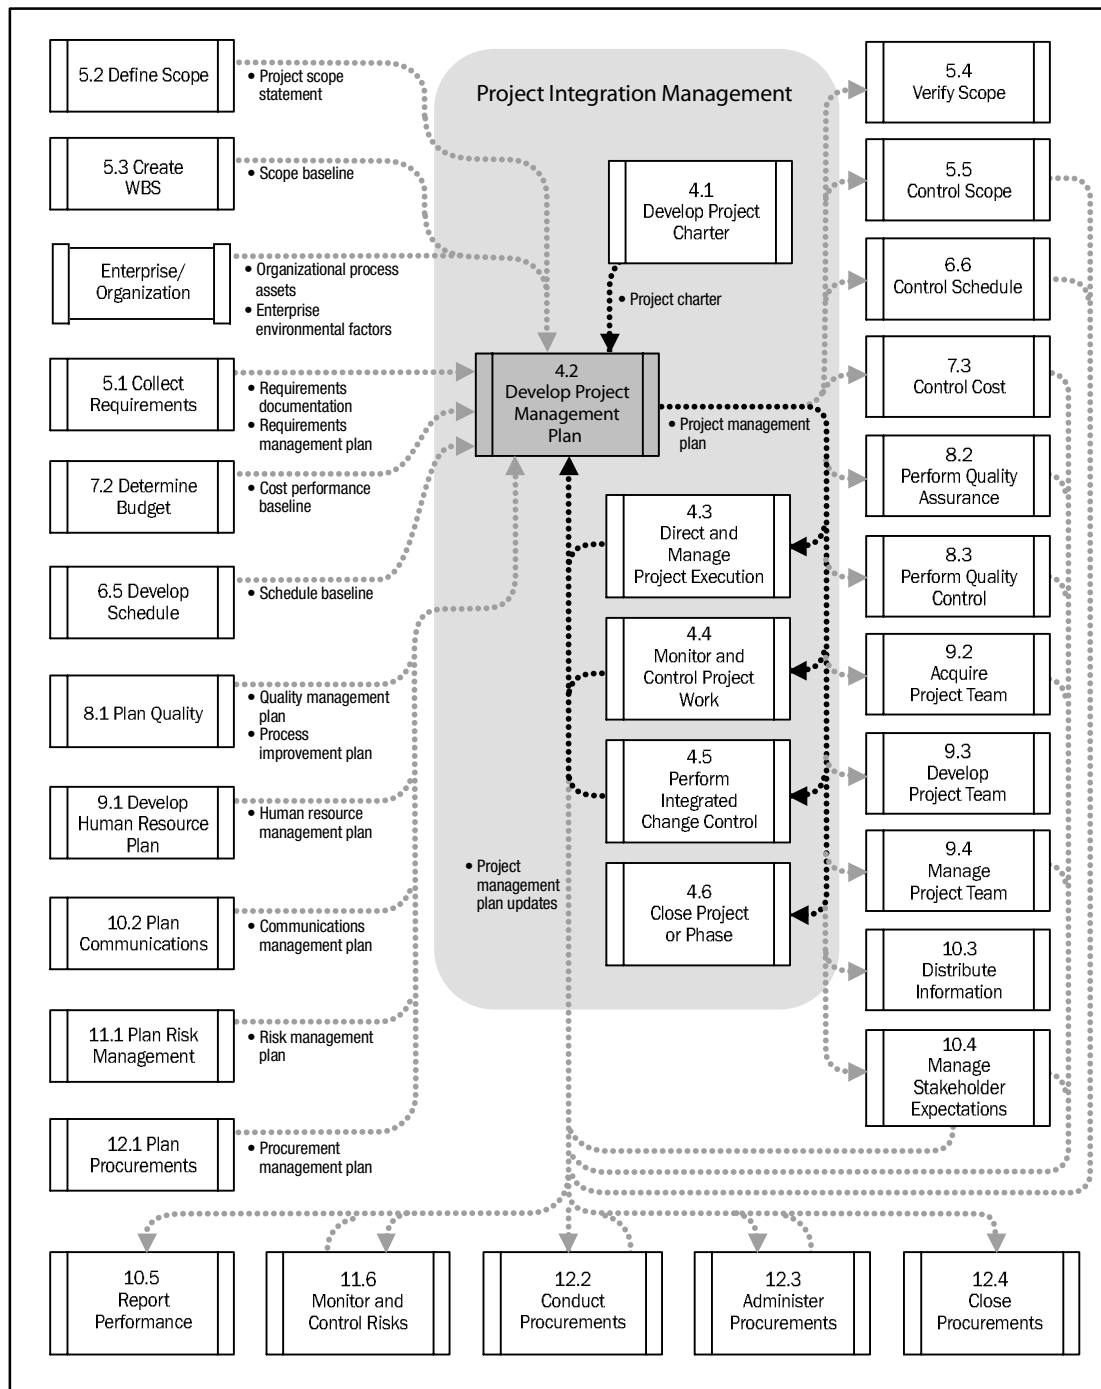 5.2 Define Scope
• Project scope
statement
5.3 Create
WBS
• Scope baseline
Enterprise/
Organization
• Organizational process
assets
• Enterprise
environmental factors
5.1 Collect
Requirements
• Requirements
documentation
• Requirements
management plan
7.2 Determine
Budget
• Cost performance
baseline
6.5 Develop
Schedule
• Schedule baseline
8.1 Plan Quality
• Quality management
plan
• Process
improvement plan
9.1 Develop
Human Resource
Plan
• Human resource
management plan
10.2 Plan
Communications
• Communications
management plan
11.1 Plan Risk
Management
• Risk management
plan
12.1 Plan
Procurements
• Procurement
management plan
Project Integration Management
4.1
Develop Project
Charter
• Project charter
4.2
Develop Project
Management
Plan
• Project management
plan
4.3
Direct and
Manage
Project Execution
4.4
Monitor and
Control Project
Work
4.5
Perform
Integrated
Change Control
• Project
management
plan updates
4.6
Close Project
or Phase
5.4
Verify Scope
5.5
Control Scope
6.6
Control Schedule
7.3
Control Cost
8.2
Perform Quality
Assurance
8.3
Perform Quality
Control
9.2
Acquire
Project Team
9.3
Develop
Project Team
9.4
Manage
Project Team
10.3
Distribute
Information
10.4
Manage
Stakeholder
Expectations
10.5
Report
Performance
11.6
Monitor and
Control Risks
12.2
Conduct
Procurements
12.3
Administer
Procurements
12.4
Close
Procurements